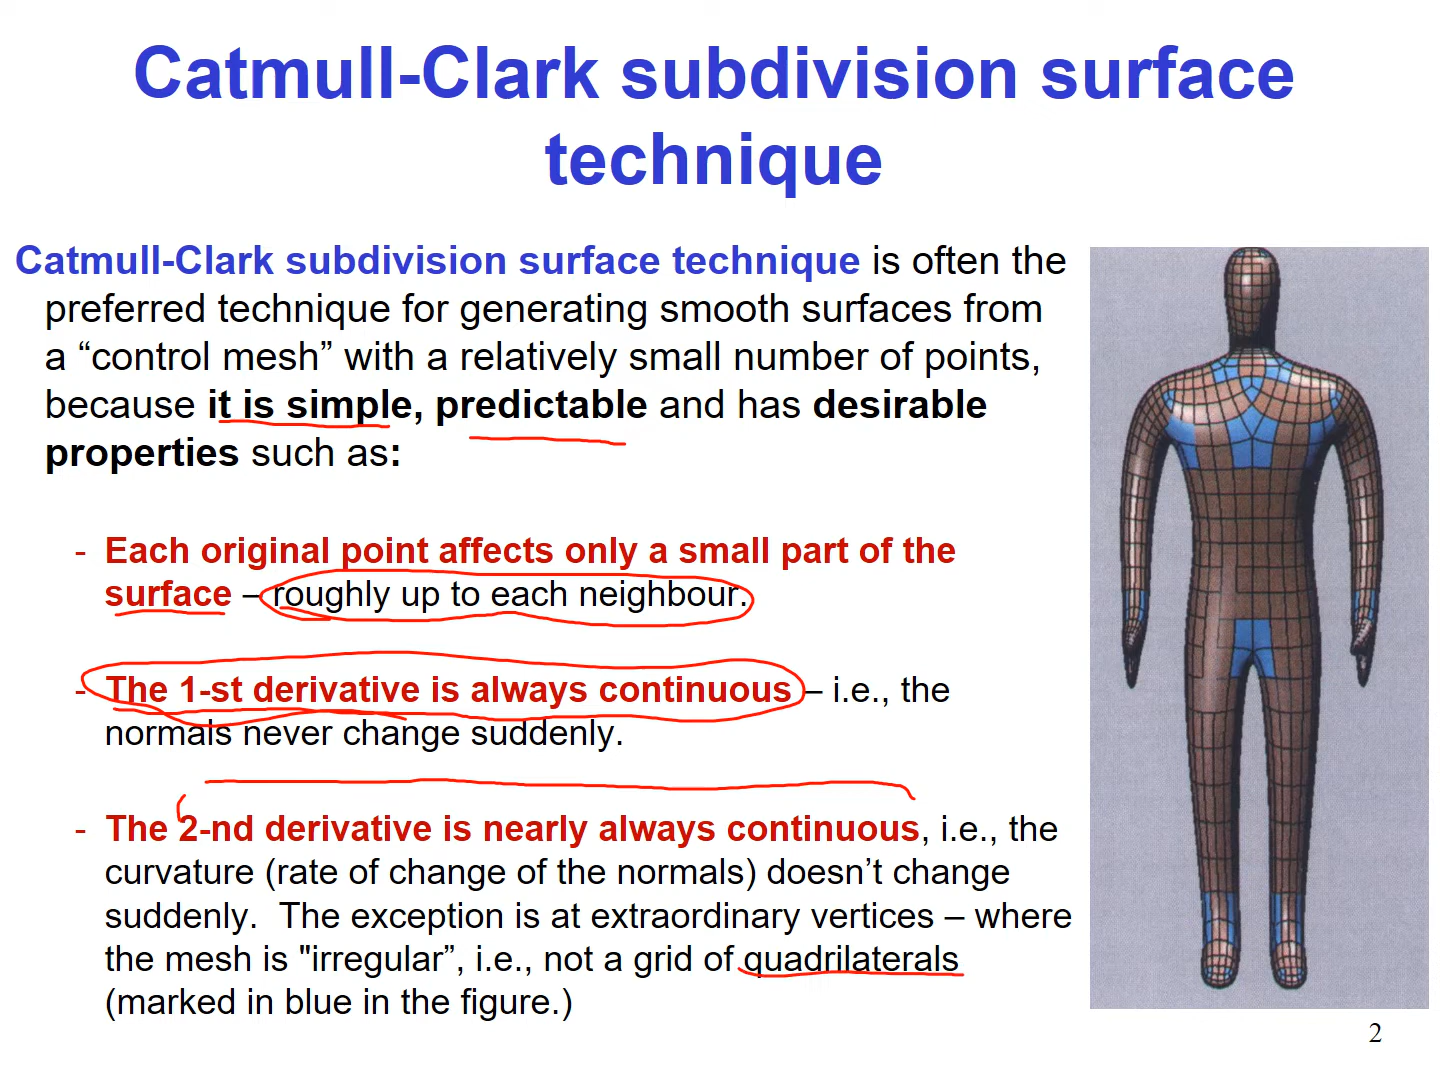 Catmull-Clark subdivision surface
technique
Catmull-Clark subdivision surface technique is often the
preferred technique for generating smooth surfaces from
a “control mesh” with a relatively small number of points,
because it is simple, predictable and has desirable
properties such as:
- Each original point affects only a small part of the
surface – roughly up to each neighbour.
- The 1-st derivative is always continuous – i.e., the
normals never change suddenly.
- The 2-nd derivative is nearly always continuous, i.e., the
curvature (rate of change of the normals) doesn’t change
suddenly.  The exception is at extraordinary vertices – where
the mesh is "irregular”, i.e., not a grid of quadrilaterals
(marked in blue in the figure.)
2